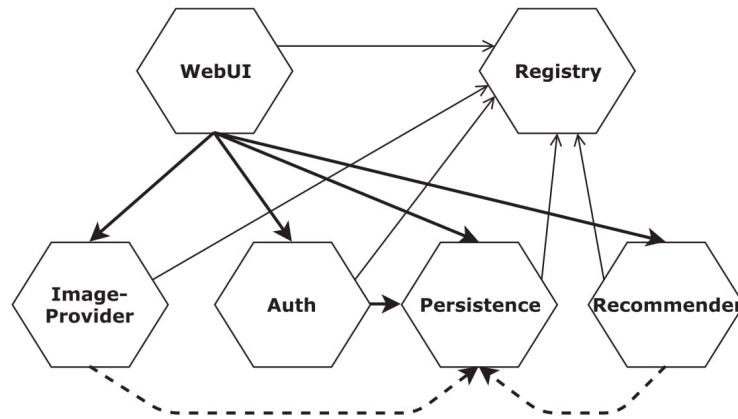 WebUI
Registry
Image-
Provider
Auth
Persistence
Recommender